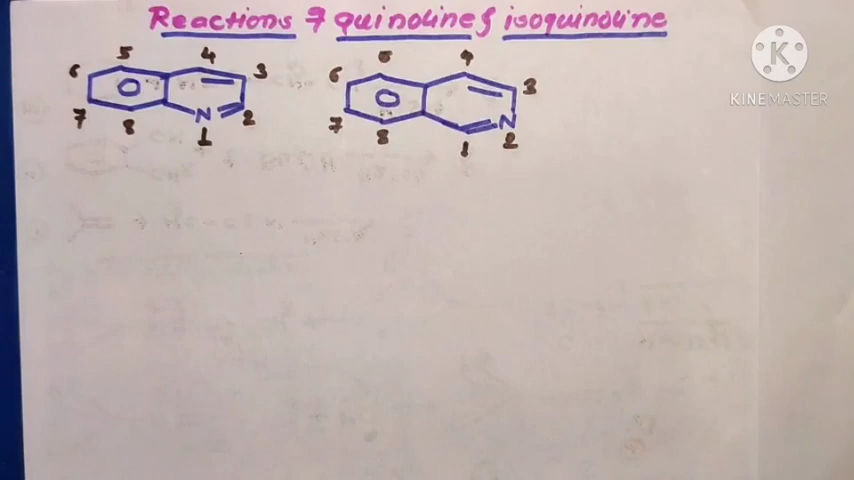 Reactions of quinoline & isoquinoline
5 4 5 4
6 3 6 3
7 N 2 7 N
8 1 8 1 2
K
KINEMASTER